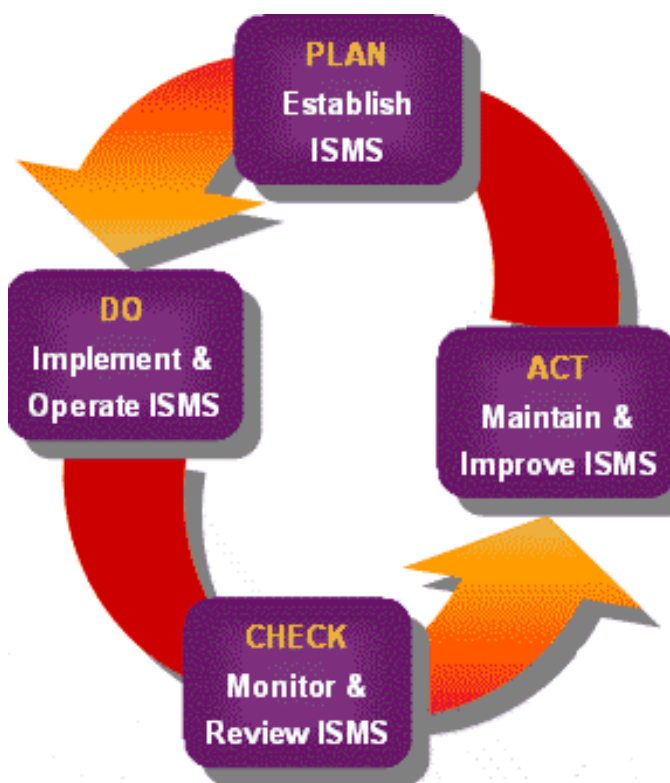 PLAN
Establish
ISMS
DO
Implement &
Operate ISMS
CHECK
Monitor &
Review ISMS
ACT
Maintain &
Improve ISMS